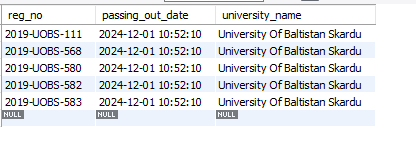 reg_no passing_out_date university_name
2019-UOBS-111 2024-12-01 10:52:10 University Of Baltistan Skardu
2019-UOBS-568 2024-12-01 10:52:10 University Of Baltistan Skardu
2019-UOBS-580 2024-12-01 10:52:10 University Of Baltistan Skardu
2019-UOBS-582 2024-12-01 10:52:10 University Of Baltistan Skardu
2019-UOBS-583 2024-12-01 10:52:10 University Of Baltistan Skardu
NULL NULL NULL